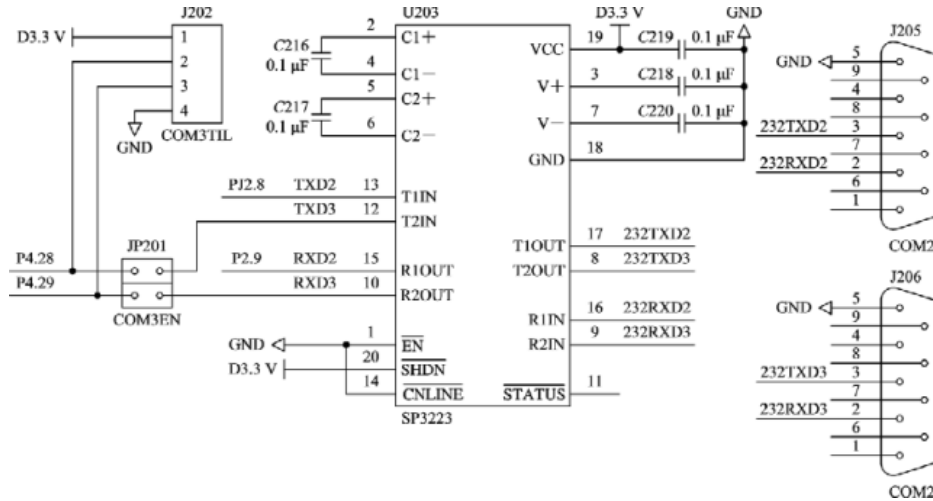 J202
D3.3 V
1
2
3
4
GND
COM3TIL
U203
2
C1+
C216
0.1 µF
4
C1−
5
C2+
C217
0.1 µF
6
C2−
D3.3 V
GND
19
VCC
C219
0.1 µF
3
V+
C218
0.1 µF
7
V−
C220
0.1 µF
18
GND
PJ2.8
TXD2
13
T1IN
TXD3
12
T2IN
JP201
P4.28
P4.29
COM3EN
P2.9
RXD2
15
R1OUT
RXD3
10
R2OUT
GND
1
EN
D3.3 V
20
SHDN
14
CNLINE
SP3223
T1OUT
17
232TXD2
T2OUT
8
232TXD3
R1IN
16
232RXD2
R2IN
9
232RXD3
STATUS
11
J205
GND
5
9
4
8
232TXD2
3
7
232RXD2
2
6
1
COM2
J206
GND
5
9
4
8
232TXD3
3
7
232RXD3
2
6
1
COM2